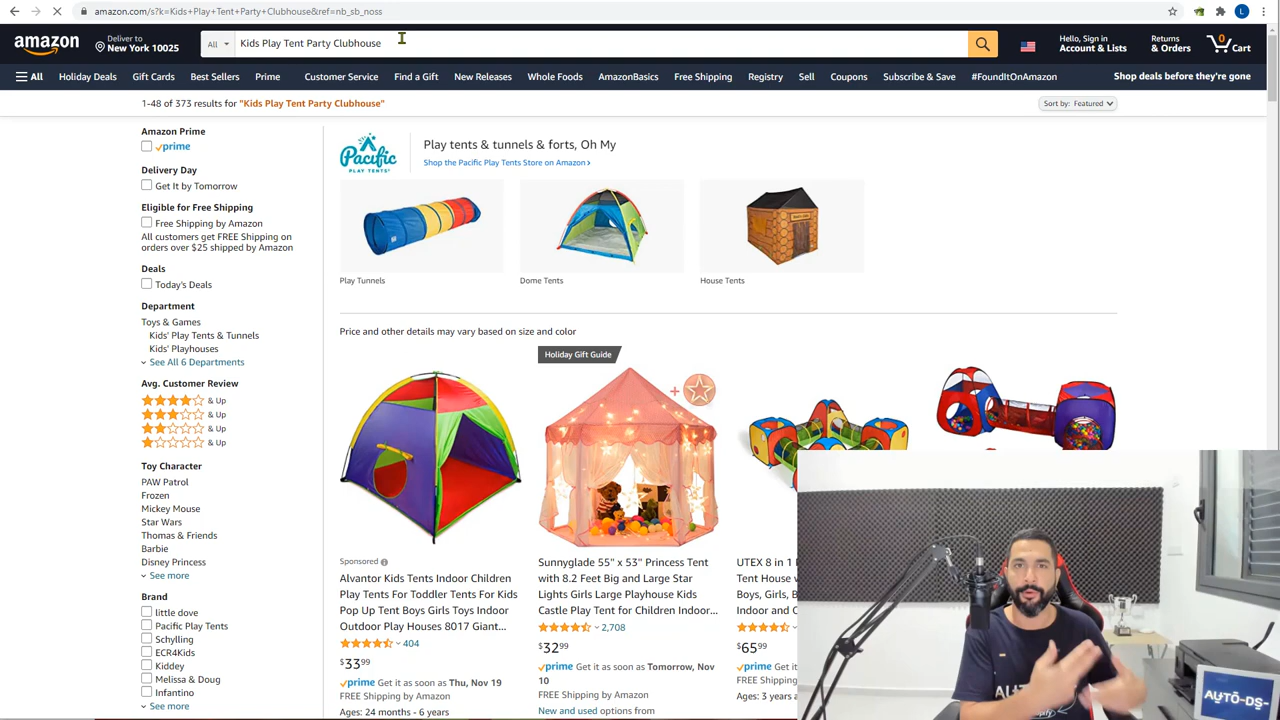 amazon.com/s?k=Kids+Play+Tent+Party+Clubhouse&ref=nb_sb_noss
L
amazon
Deliver to
New York 10025
All
Kids Play Tent Party Clubhouse
Hello, Sign in
Account & Lists
Returns
& Orders
0
Cart
All
Holiday Deals
Gift Cards
Best Sellers
Prime
Customer Service
Find a Gift
New Releases
Whole Foods
AmazonBasics
Free Shipping
Registry
Sell
Coupons
Subscribe & Save
#FoundItOnAmazon
Shop deals before they're gone
1-48 of 373 results for "Kids Play Tent Party Clubhouse"
Sort by: Featured
Amazon Prime
prime
Delivery Day
Get It by Tomorrow
Eligible for Free Shipping
Free Shipping by Amazon
All customers get FREE Shipping on
orders over $25 shipped by Amazon
Deals
Today's Deals
Department
Toys & Games
Kids' Play Tents & Tunnels
Kids' Playhouses
See All 6 Departments
Avg. Customer Review
& Up
& Up
& Up
& Up
Toy Character
PAW Patrol
Frozen
Mickey Mouse
Star Wars
Thomas & Friends
Barbie
Disney Princess
See more
Brand
little dove
Pacific Play Tents
Schylling
ECR4Kids
Kiddey
Melissa & Doug
Infantino
See more
Pacific
PLAY TENTS
Play tents & tunnels & forts, Oh My
Shop the Pacific Play Tents Store on Amazon ›
Play Tunnels
Dome Tents
House Tents
Price and other details may vary based on size and color
Sponsored
Alvantor Kids Tents Indoor Children
Play Tents For Toddler Tents For Kids
Pop Up Tent Boys Girls Toys Indoor
Outdoor Play Houses 8017 Giant...
404
$33 99
prime Get it as soon as Thu, Nov 19
FREE Shipping by Amazon
Ages: 24 months - 6 years
Holiday Gift Guide
Sunnyglade 55" x 53" Princess Tent
with 8.2 Feet Big and Large Star
Lights Girls Large Playhouse Kids
Castle Play Tent for Children Indoor...
2,708
$32 99
prime Get it as soon as Tomorrow, Nov
10
FREE Shipping by Amazon
New and used options from
UTEX 8 in 1
Tent House
Boys, Girls,
Indoor and
$65 99
prime Get
FREE Shippi
Ages: 3 years
AUTO-DS